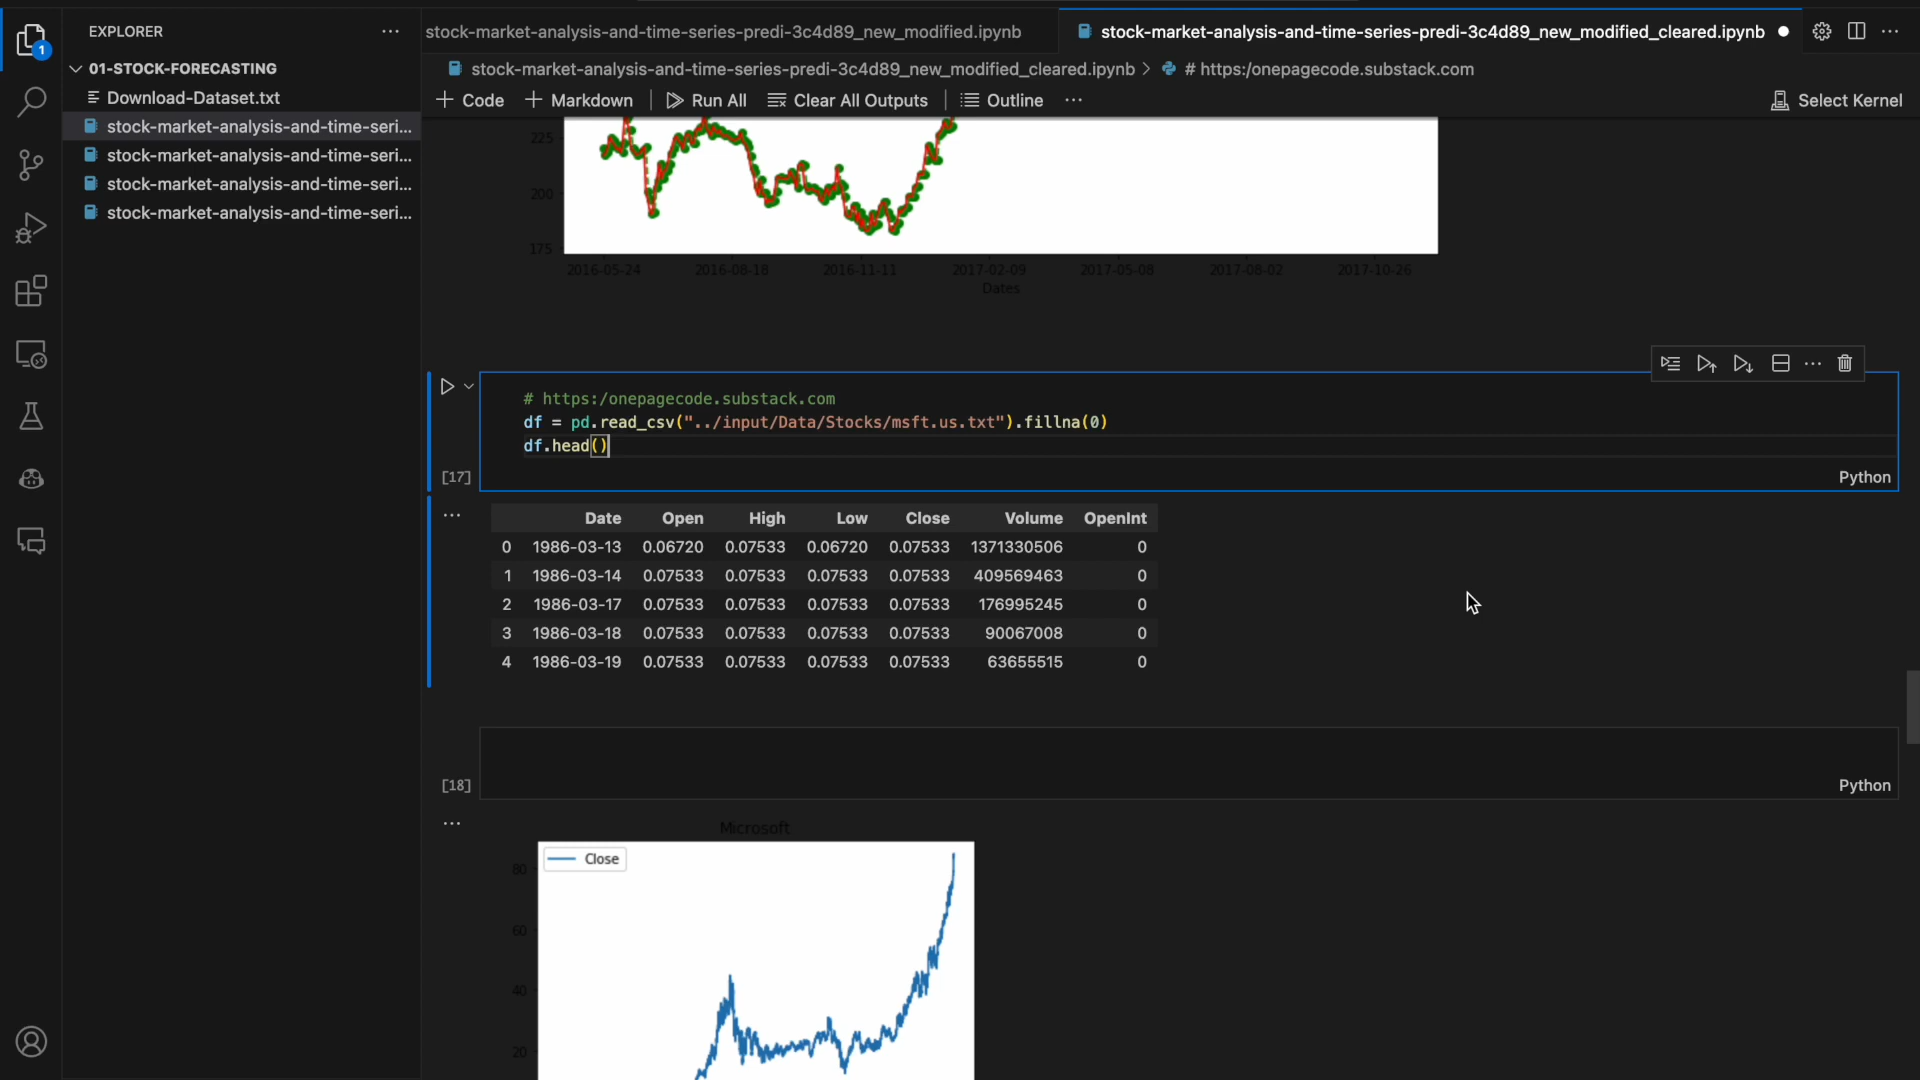 EXPLORER
1
01-STOCK-FORECASTING
Download-Dataset.txt
stock-market-analysis-and-time-seri...
stock-market-analysis-and-time-seri...
stock-market-analysis-and-time-seri...
stock-market-analysis-and-time-seri...
stock-market-analysis-and-time-series-predi-3c4d89_new_modified.ipynb
stock-market-analysis-and-time-series-predi-3c4d89_new_modified_cleared.ipynb
stock-market-analysis-and-time-series-predi-3c4d89_new_modified_cleared.ipynb > # https:/onepagecode.substack.com
+ Code + Markdown Run All Clear All Outputs Outline ... Select Kernel
225
200
175
2016-05-24 2016-08-18 2016-11-11 2017-02-09 2017-05-08 2017-08-02 2017-10-26
Dates
# https:/onepagecode.substack.com
df = pd.read_csv("../input/Data/Stocks/msft.us.txt").fillna(0)
df.head()
[17] Python
Date Open High Low Close Volume OpenInt
0 1986-03-13 0.06720 0.07533 0.06720 0.07533 1371330506 0
1 1986-03-14 0.07533 0.07533 0.07533 0.07533 409569463 0
2 1986-03-17 0.07533 0.07533 0.07533 0.07533 176995245 0
3 1986-03-18 0.07533 0.07533 0.07533 0.07533 90067008 0
4 1986-03-19 0.07533 0.07533 0.07533 0.07533 63655515 0
[18] Python
Microsoft
Close
80
60
40
20